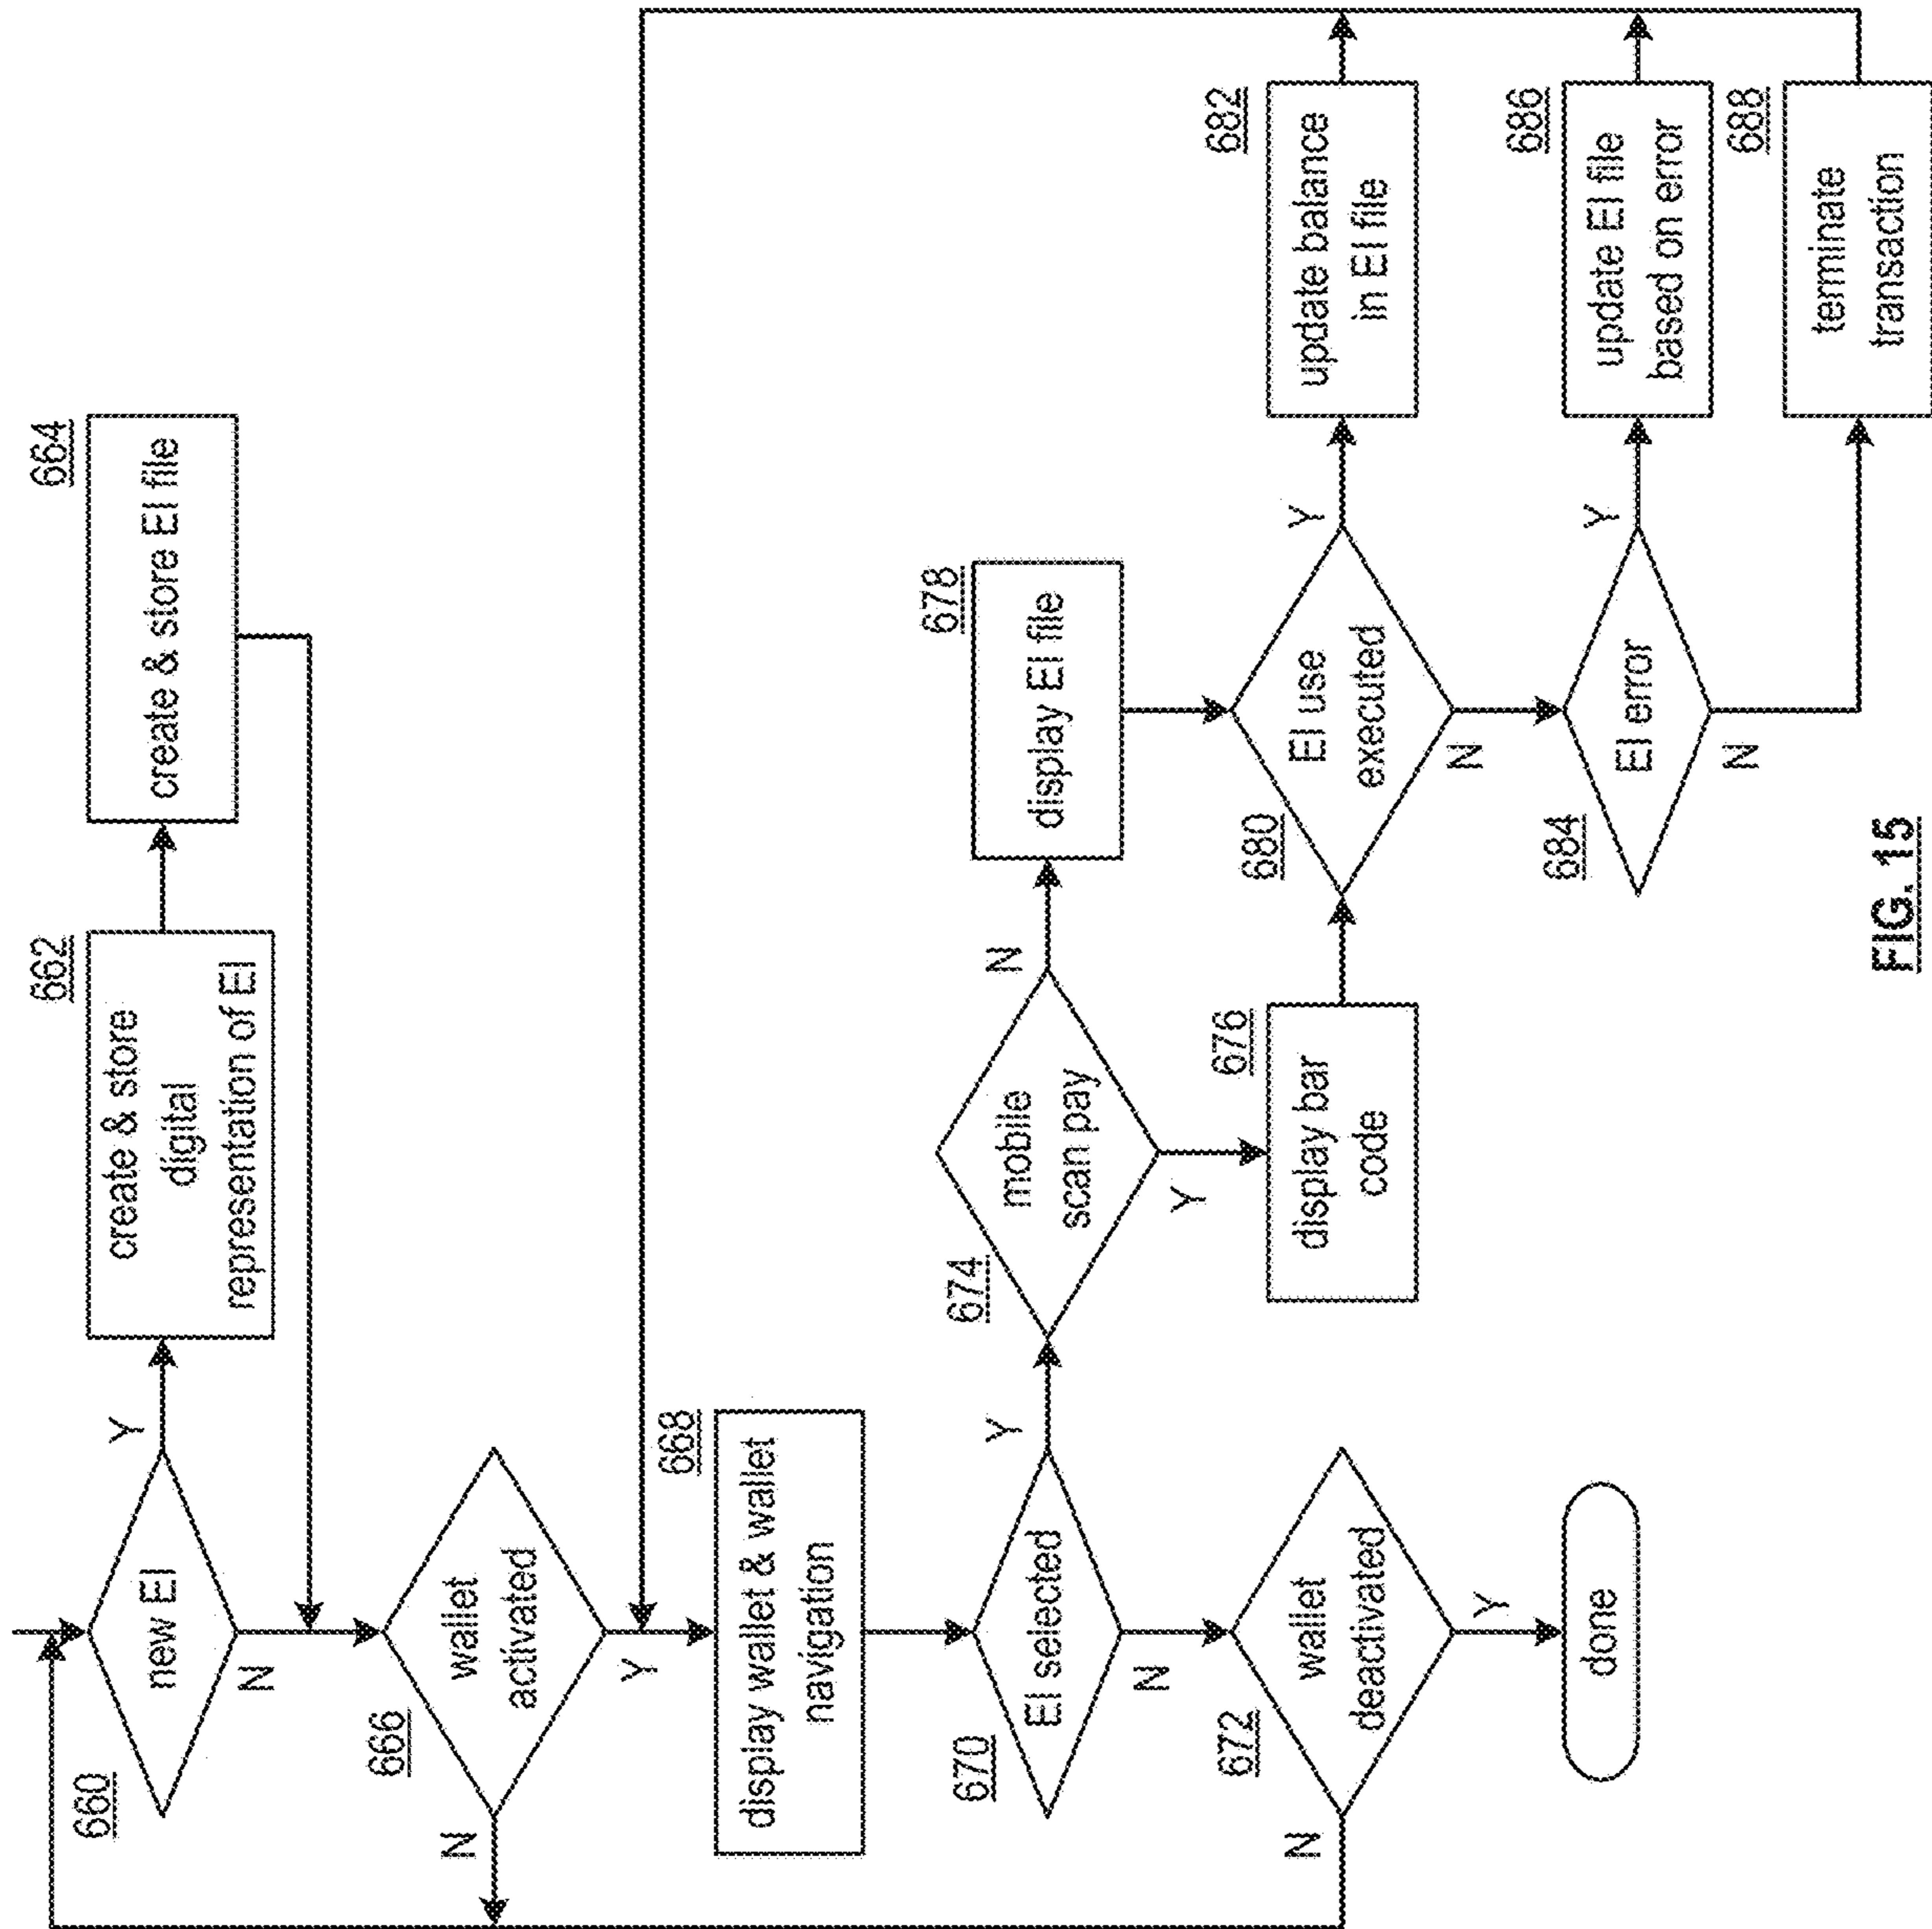 660
new EI
Y
N
662
create & store
digital
representation of EI
664
create & store EI file
666
wallet
activated
N
Y
668
display wallet & wallet
navigation
670
EI selected
Y
N
672
wallet
deactivated
N
Y
done
674
mobile
scan pay
N
Y
676
display bar
code
678
display EI file
680
EI use
executed
Y
N
682
update balance
in EI file
684
EI error
Y
N
686
update EI file
based on error
688
terminate
transaction
FIG. 15